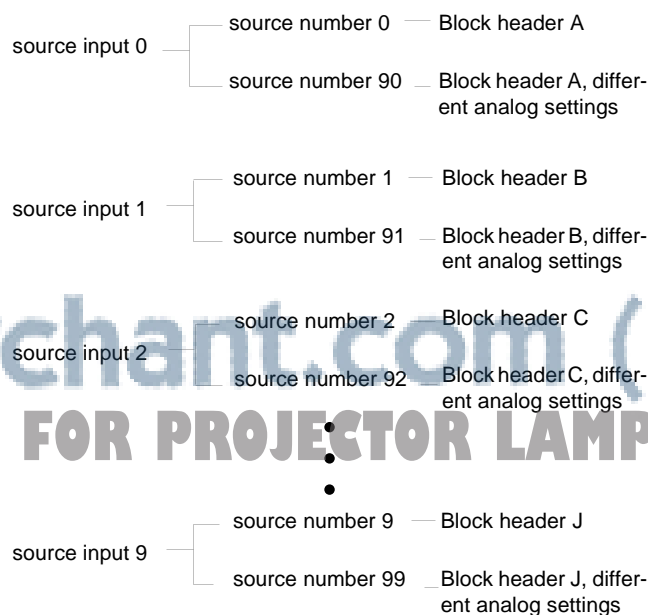 source number 0 Block header A
source input 0
source number 90 Block header A, differ-
ent analog settings
source number 1 Block header B
source input 1
source number 91 Block header B, differ-
ent analog settings
source number 2 Block header C
chant.com (
source input 2
source number 92 Block header C, differ-
ent analog settings
FOR PROJECTOR LAMP
source number 9 Block header J
source input 9
source number 99 Block header J, differ-
ent analog settings